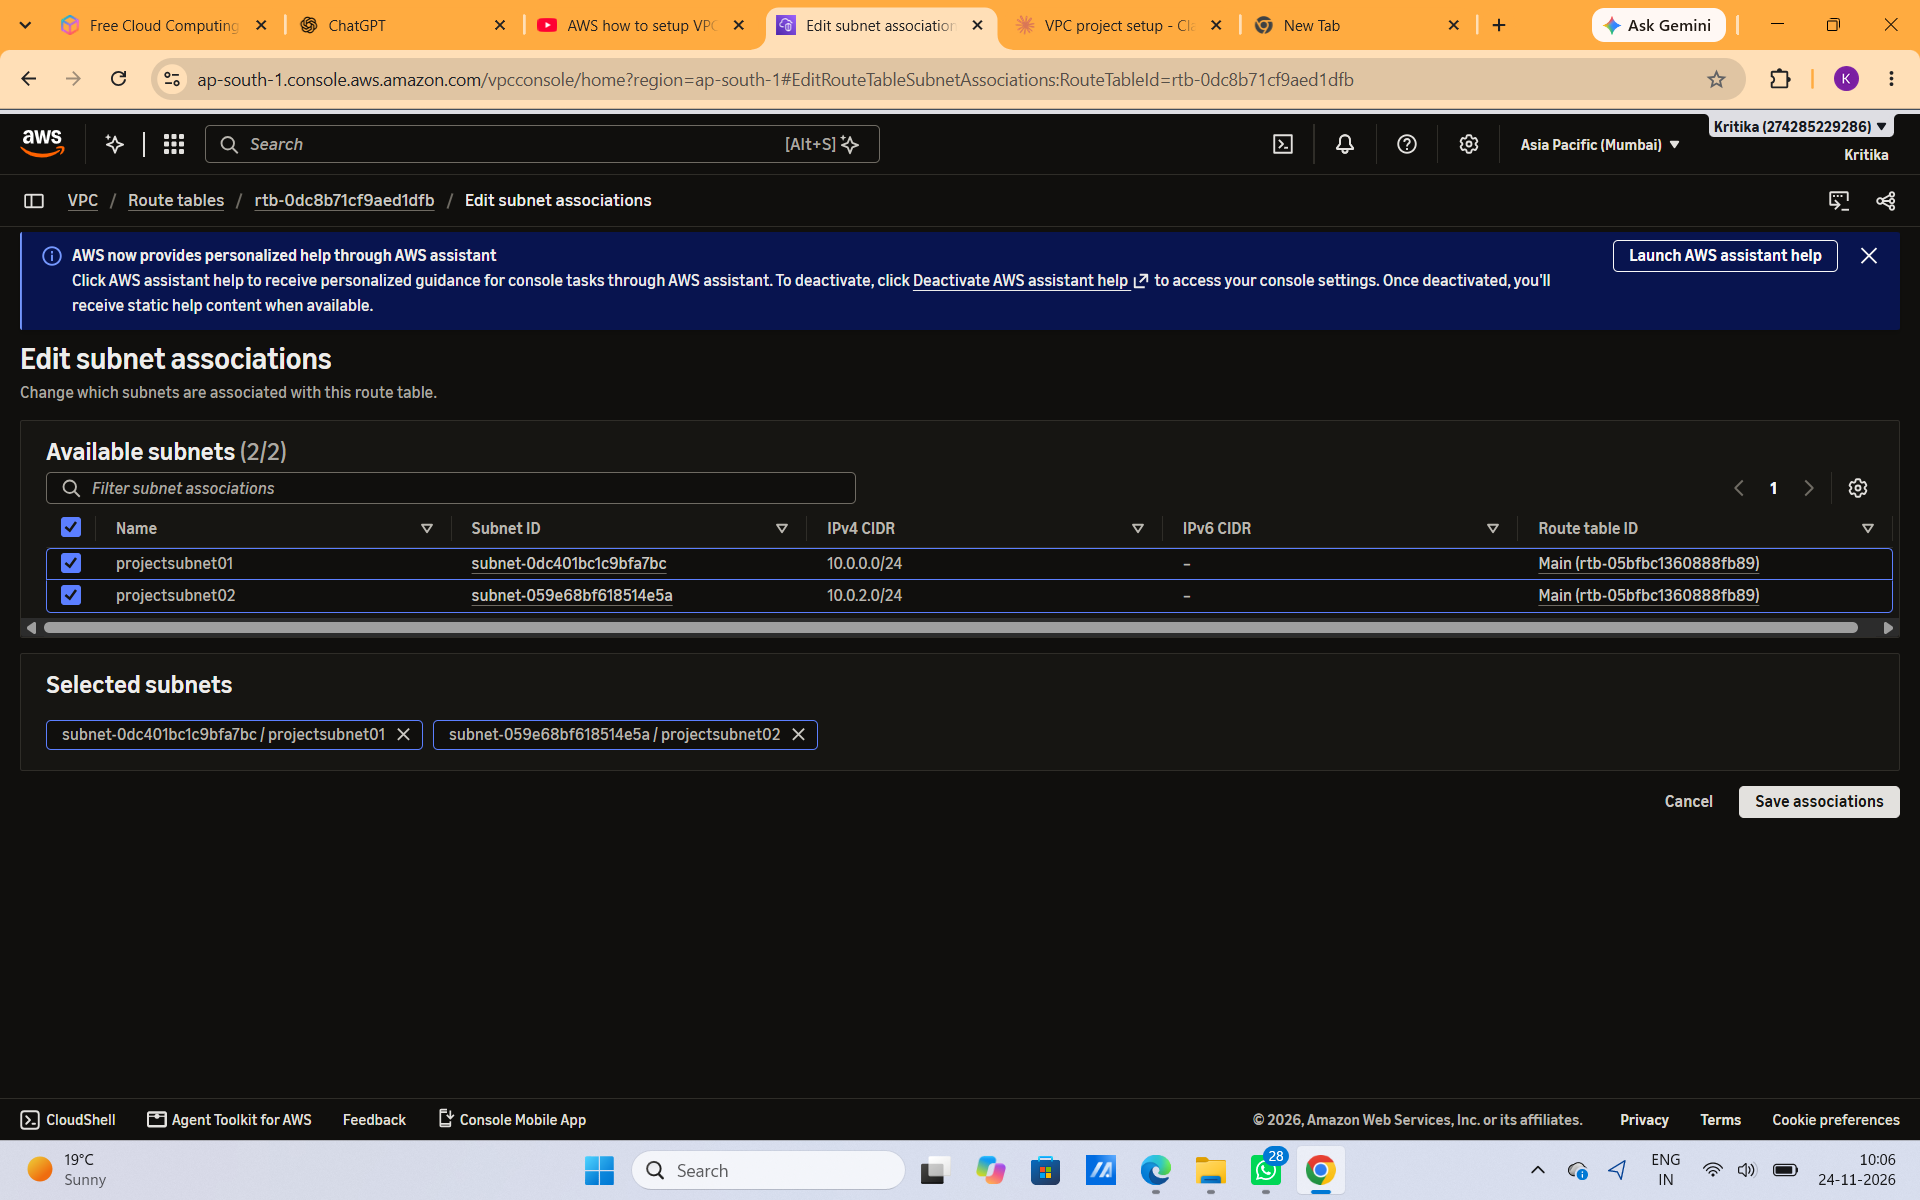 Free Cloud Computing
ChatGPT
AWS how to setup VPC
Edit subnet association
VPC project setup - Cla
New Tab
Ask Gemini
ap-south-1.console.aws.amazon.com/vpcconsole/home?region=ap-south-1#EditRouteTableSubnetAssociations:RouteTableId=rtb-0dc8b71cf9aed1dfb
K
aws
Search
[Alt+S]
Asia Pacific (Mumbai)
Kritika (274285229286)
Kritika
VPC / Route tables / rtb-0dc8b71cf9aed1dfb / Edit subnet associations
AWS now provides personalized help through AWS assistant
Click AWS assistant help to receive personalized guidance for console tasks through AWS assistant. To deactivate, click Deactivate AWS assistant help to access your console settings. Once deactivated, you'll
receive static help content when available.
Launch AWS assistant help
Edit subnet associations
Change which subnets are associated with this route table.
Available subnets (2/2)
Filter subnet associations
1
Name Subnet ID IPv4 CIDR IPv6 CIDR Route table ID
projectsubnet01 subnet-0dc401bc1c9bfa7bc 10.0.0.0/24 – Main (rtb-05bfbc1360888fb89)
projectsubnet02 subnet-059e68bf618514e5a 10.0.2.0/24 – Main (rtb-05bfbc1360888fb89)
Selected subnets
subnet-0dc401bc1c9bfa7bc / projectsubnet01
subnet-059e68bf618514e5a / projectsubnet02
Cancel
Save associations
CloudShell
Agent Toolkit for AWS
Feedback
Console Mobile App
© 2026, Amazon Web Services, Inc. or its affiliates.
Privacy
Terms
Cookie preferences
19°C
Sunny
Search
28
ENG
IN
10:06
24-11-2026